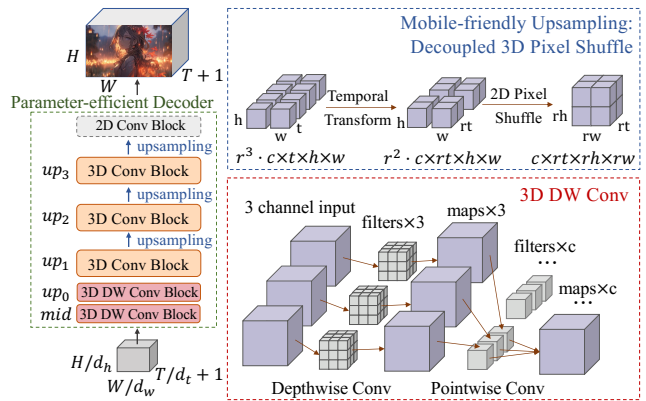 H
W
T + 1
Parameter-efficient Decoder
2D Conv Block
upsampling
up₃
3D Conv Block
upsampling
up₂
3D Conv Block
upsampling
up₁
3D Conv Block
up₀
3D DW Conv Block
mid
3D DW Conv Block
H/dₕ
W/d_w
T/dₜ + 1
Mobile-friendly Upsampling:
Decoupled 3D Pixel Shuffle
h
w
t
Temporal
Transform
h
w
rt
2D Pixel
Shuffle
rh
rw
rt
r³ · c×t×h×w
r² · c×rt×h×w
c×rt×rh×rw
3D DW Conv
3 channel input
filters×3
maps×3
filters×c
...
maps×c
...
Depthwise Conv
Pointwise Conv